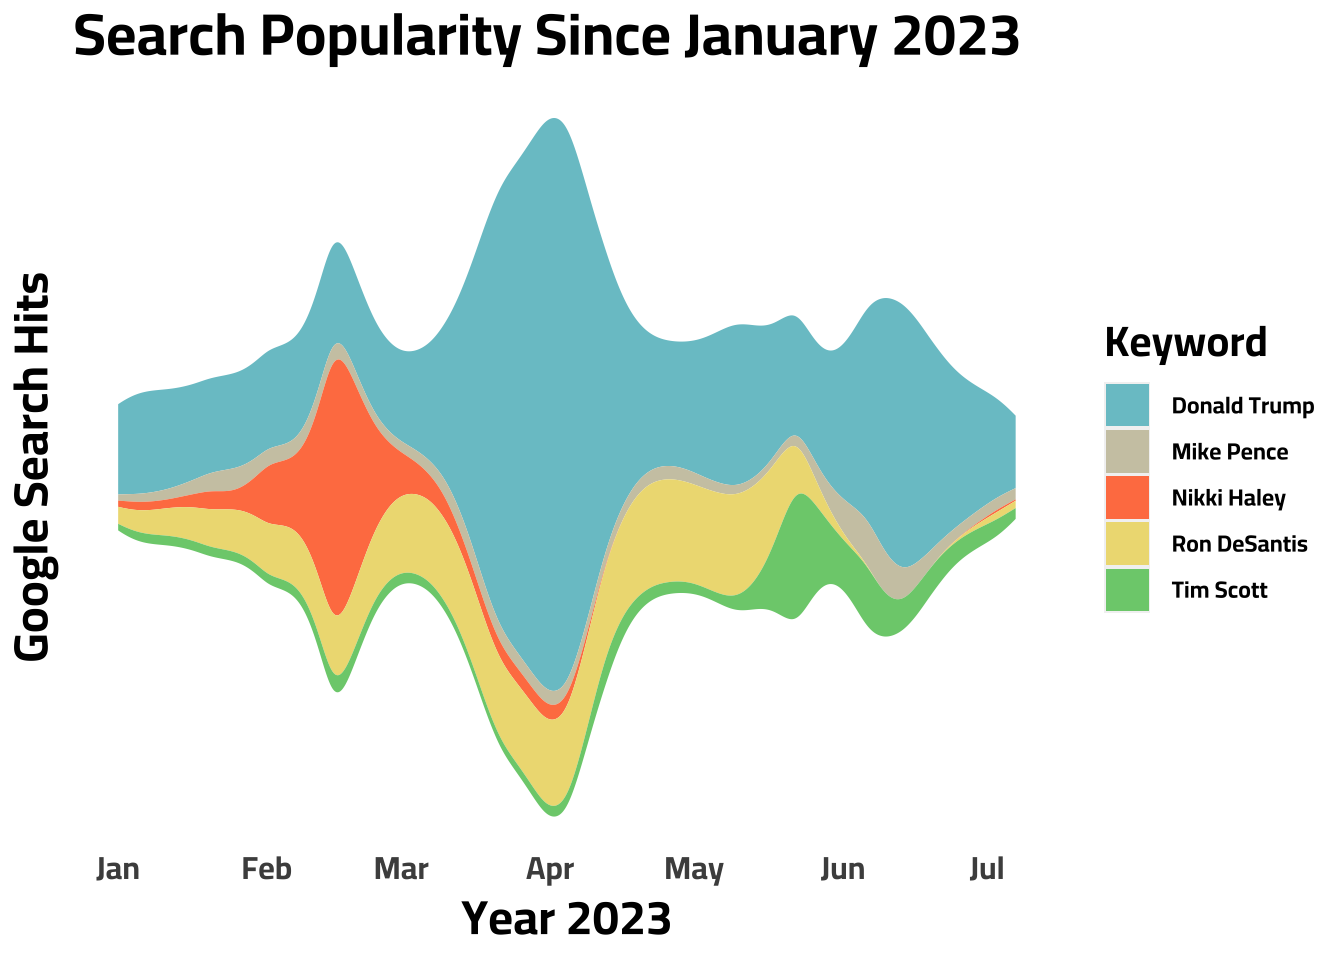 Search Popularity Since January 2023
Google Search Hits
Keyword
Donald Trump
Mike Pence
Nikki Haley
Ron DeSantis
Tim Scott
Jan Feb Mar Apr May Jun Jul
Year 2023